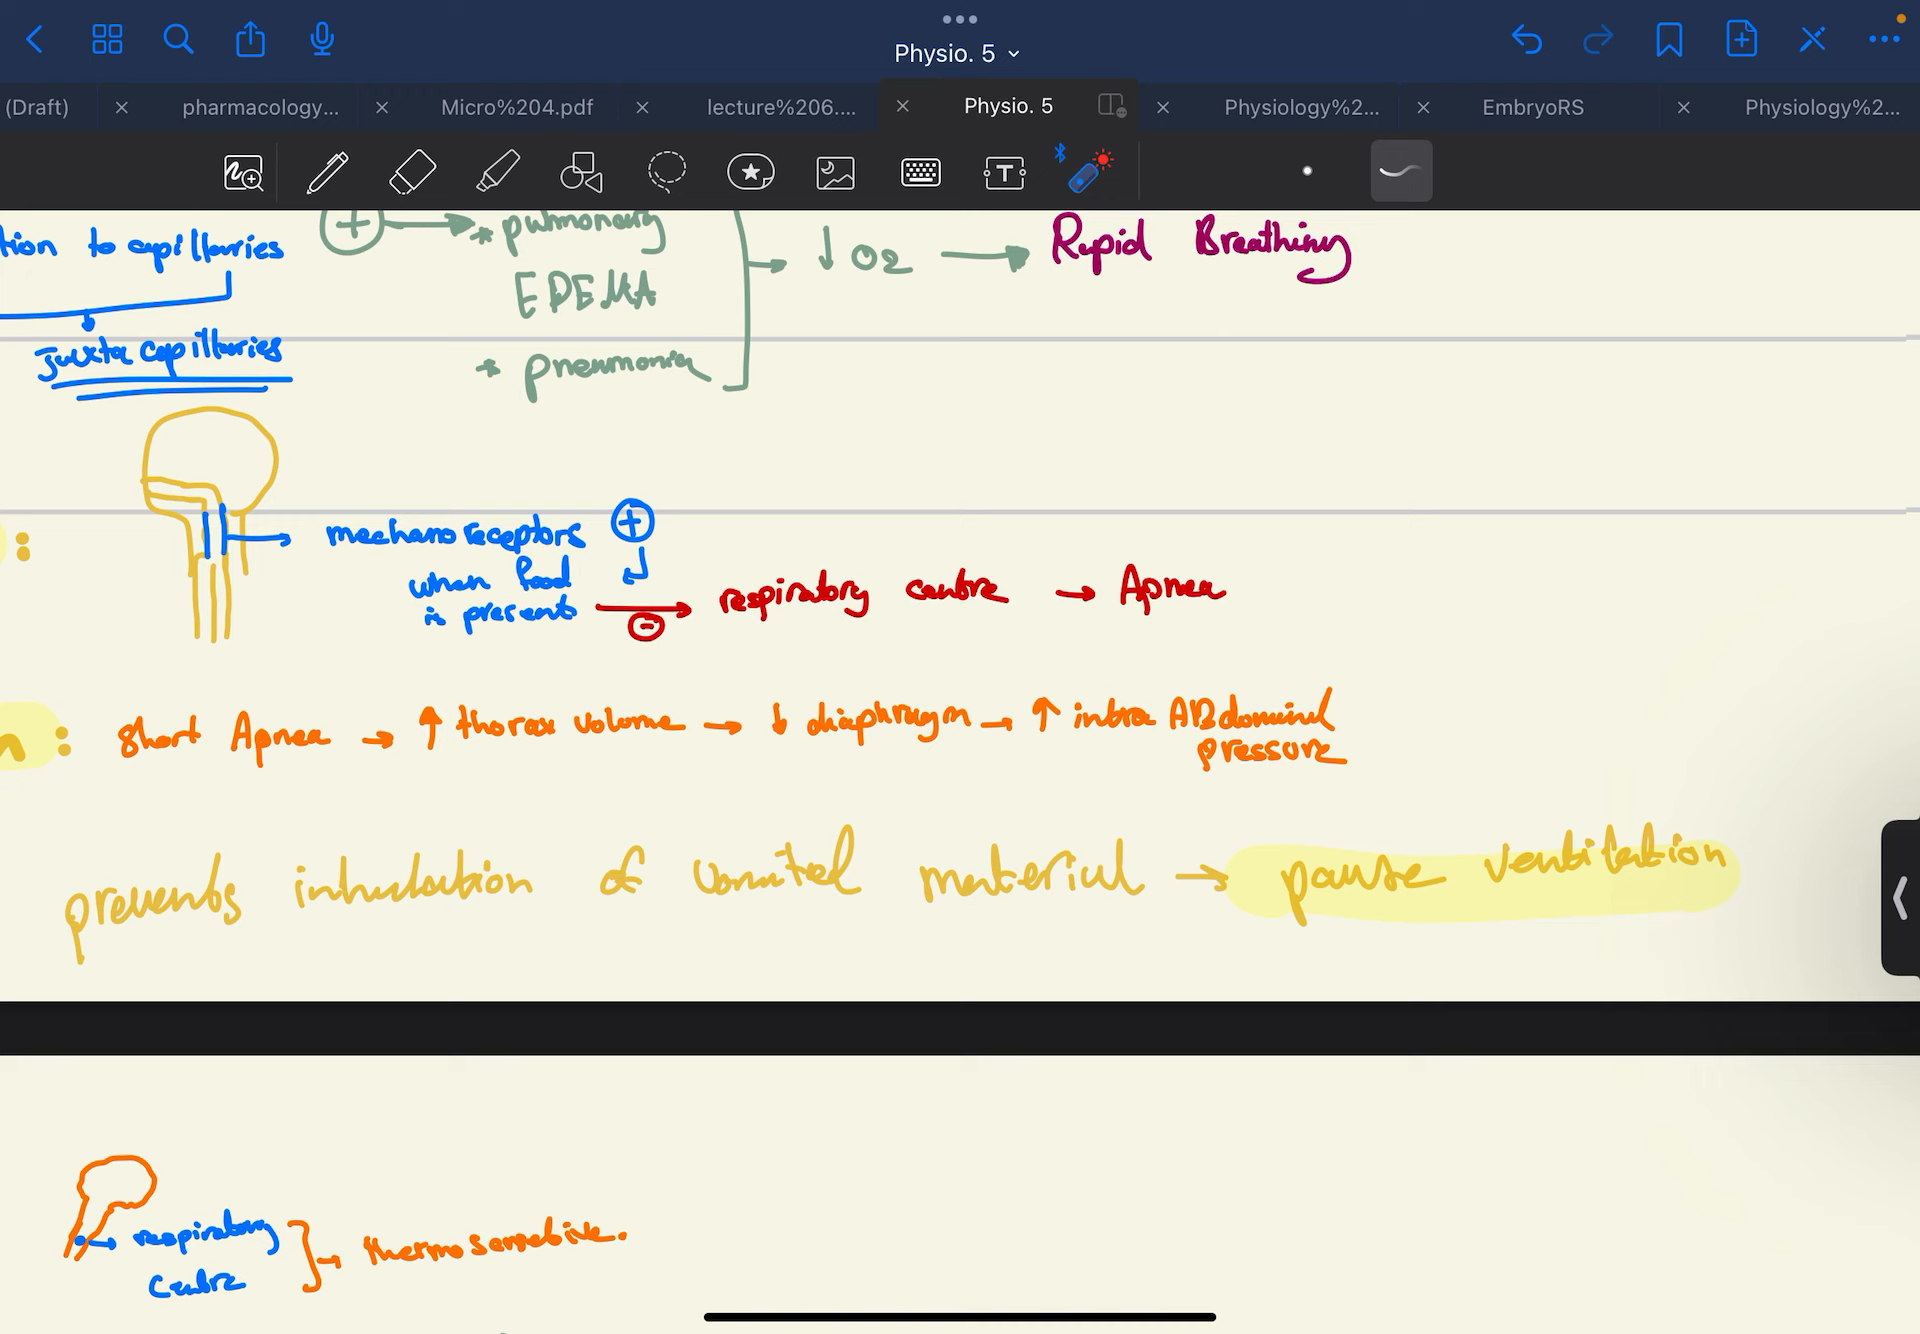 Physio. 5
(Draft)
pharmacology...
Micro%204.pdf
lecture%206....
Physio. 5
Physiology%2...
EmbryoRS
Physiology%2...
tion to capillaries
juxta capillaries
+ → * pulmonary
EDEMA
* pneumonia
↓ O2 → Rapid Breathing
: mechano receptors +
when food
is present
⊖ → respiratory centre → Apnea
n : short Apnea → ↑ thorax volume → ↓ diaphragm → ↑ intra ABdominal
pressure
prevents inhalation of vomited material → pause ventilation
respiratory
centre
→ thermosensetive.